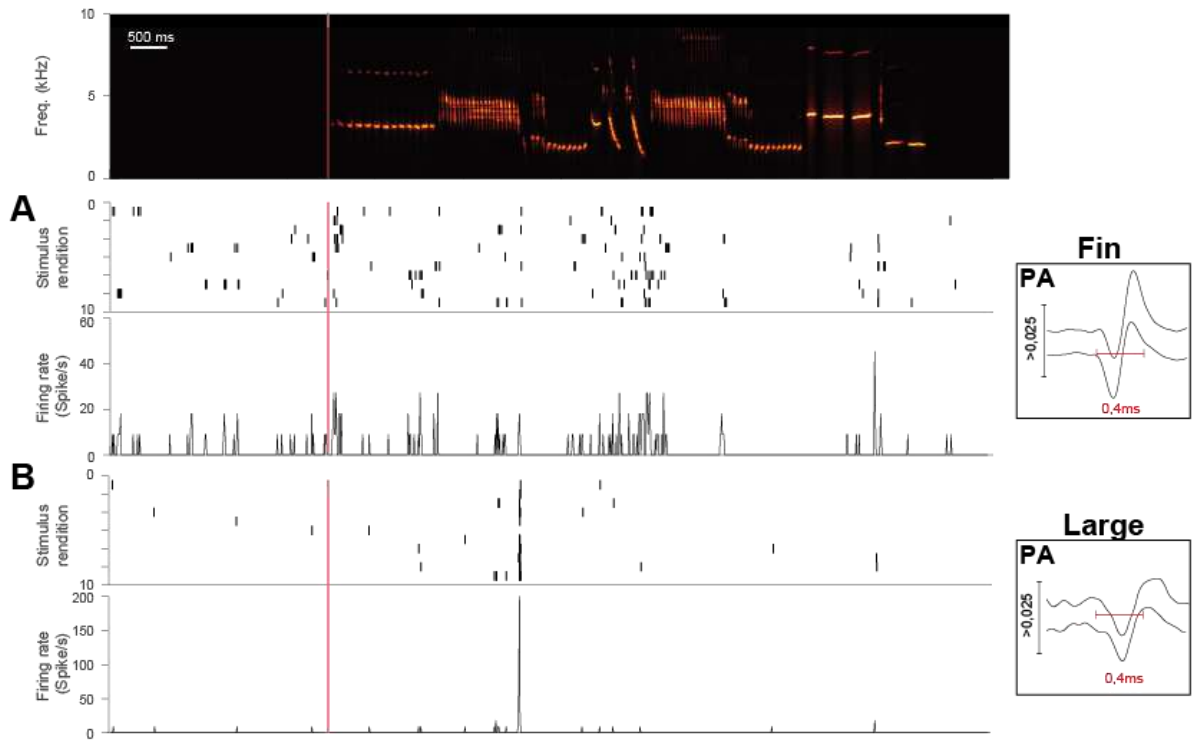 10
500 ms
Freq. (kHz)
5
0
A
0
Stimulus
rendition
10
60
Firing rate
(Spike/s)
40
20
0
Fin
PA
>0,025
0,4ms
B
0
Stimulus
rendition
10
200
Firing rate
(Spike/s)
150
100
50
0
Large
PA
>0,025
0,4ms